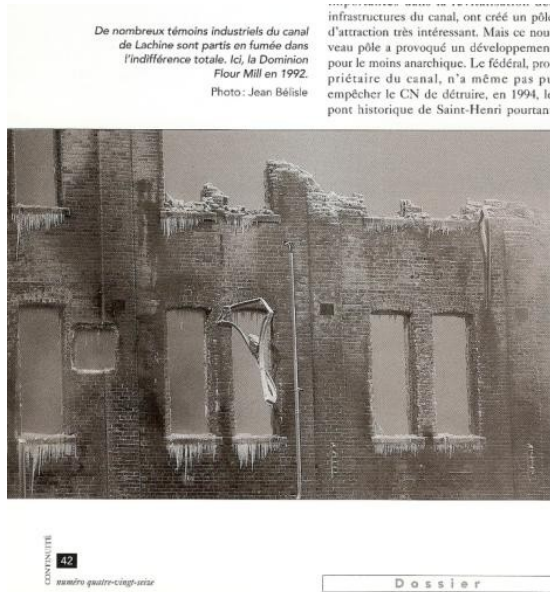 De nombreux témoins industriels du canal
de Lachine sont partis en fumée dans
l'indifférence totale. Ici, la Dominion
Flour Mill en 1992.
Photo: Jean Bélisle
infrastructures du canal, ont créé un pôle
d'attraction très intéressant. Mais ce nou
veau pôle a provoqué un développemen
pour le moins anarchique. Le fédéral, pro
priétaire du canal, n'a même pas pu
empêcher le CN de détruire, en 1994, le
pont historique de Saint-Henri pourtan
CONTINUITÉ
42
numéro quatre-vingt-seize
Dossier